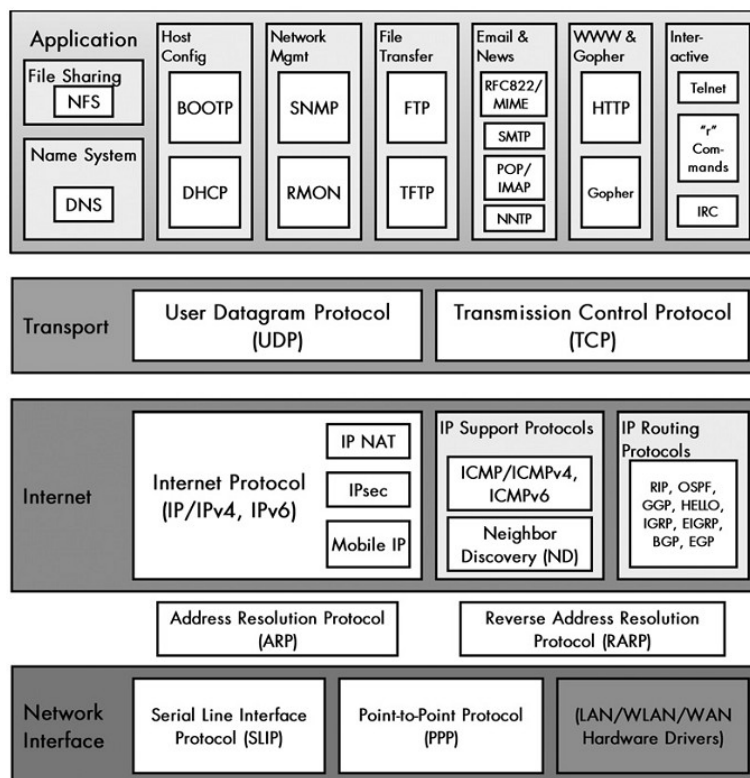 Application
File Sharing
NFS
Name System
DNS
Host
Config
BOOTP
DHCP
Network
Mgmt
SNMP
RMON
File
Transfer
FTP
TFTP
Email &
News
RFC822/
MIME
SMTP
POP/
IMAP
NNTP
WWW &
Gopher
HTTP
Gopher
Inter-
active
Telnet
"r"
Com-
mands
IRC
Transport
User Datagram Protocol
(UDP)
Transmission Control Protocol
(TCP)
Internet
Internet Protocol
(IP/IPv4, IPv6)
IP NAT
IPsec
Mobile IP
IP Support Protocols
ICMP/ICMPv4,
ICMPv6
Neighbor
Discovery (ND)
IP Routing
Protocols
RIP, OSPF,
GGP, HELLO,
IGRP, EIGRP,
BGP, EGP
Address Resolution Protocol
(ARP)
Reverse Address Resolution
Protocol (RARP)
Network
Interface
Serial Line Interface
Protocol (SLIP)
Point-to-Point Protocol
(PPP)
(LAN/WLAN/WAN
Hardware Drivers)